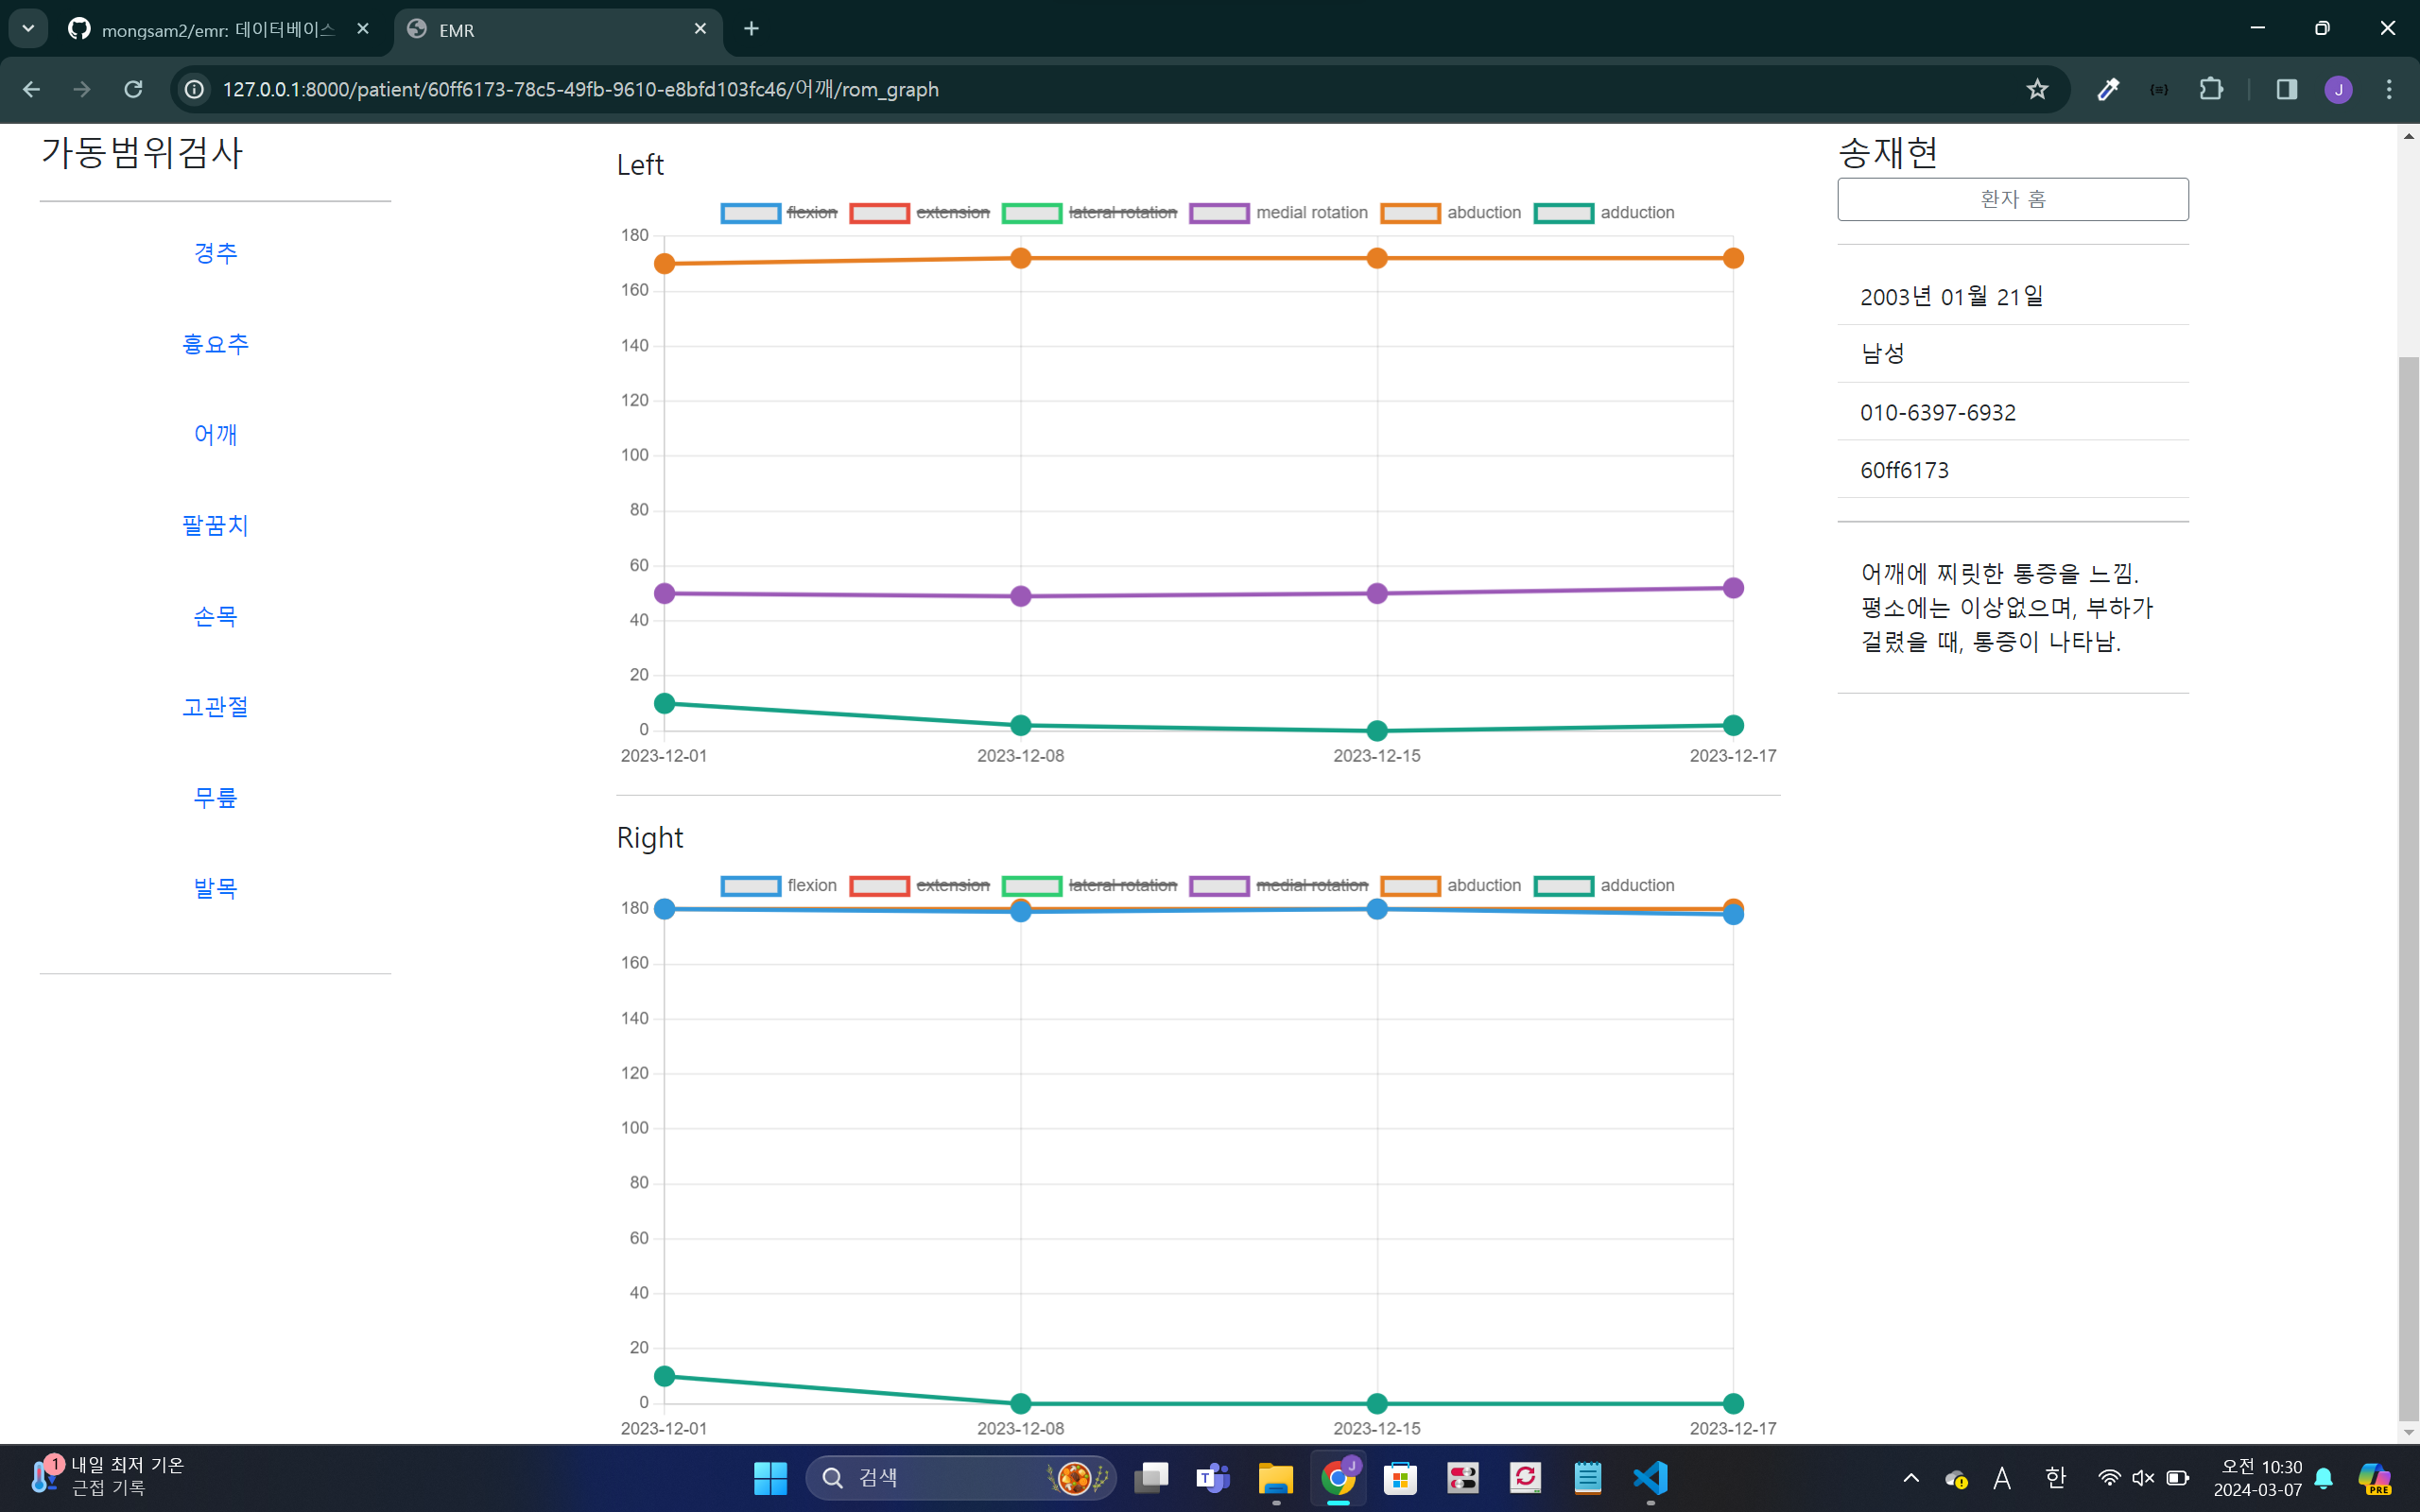 mongsam2/emr: 데이터베이스
EMR
127.0.0.1:8000/patient/60ff6173-78c5-49fb-9610-e8bfd103fc46/어깨/rom_graph
J
가동범위검사
경추
흉요추
어깨
팔꿈치
손목
고관절
무릎
발목
Left
flexion extension lateral rotation medial rotation abduction adduction
180
160
140
120
100
80
60
40
20
0
2023-12-01 2023-12-08 2023-12-15 2023-12-17
Right
flexion extension lateral rotation medial rotation abduction adduction
180
160
140
120
100
80
60
40
20
0
2023-12-01 2023-12-08 2023-12-15 2023-12-17
송재현
환자 홈
2003년 01월 21일
남성
010-6397-6932
60ff6173
어깨에 찌릿한 통증을 느낌.
평소에는 이상없으며, 부하가
걸렸을 때, 통증이 나타남.
1
내일 최저 기온
근접 기록
검색
T
J
A
한
오전 10:30
2024-03-07
PRE